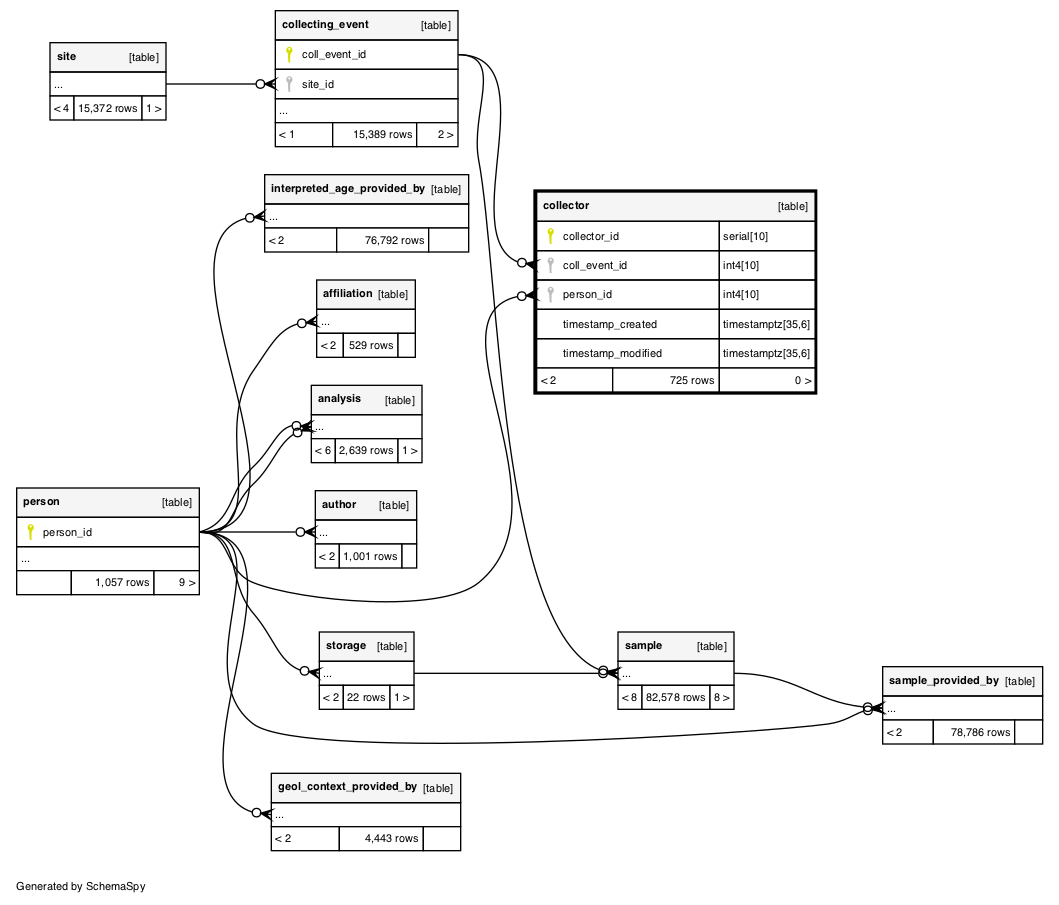 site [table]
...
< 4 15,372 rows 1 >
collecting_event [table]
coll_event_id
site_id
...
< 1 15,389 rows 2 >
interpreted_age_provided_by [table]
...
< 2 76,792 rows
collector [table]
collector_id serial[10]
coll_event_id int4[10]
person_id int4[10]
timestamp_created timestamptz[35,6]
timestamp_modified timestamptz[35,6]
< 2 725 rows 0 >
affiliation [table]
...
< 2 529 rows
analysis [table]
...
< 6 2,639 rows 1 >
person [table]
person_id
...
1,057 rows 9 >
author [table]
...
< 2 1,001 rows
storage [table]
...
< 2 22 rows 1 >
sample [table]
...
< 8 82,578 rows 8 >
sample_provided_by [table]
...
< 2 78,786 rows
geol_context_provided_by [table]
...
< 2 4,443 rows
Generated by SchemaSpy